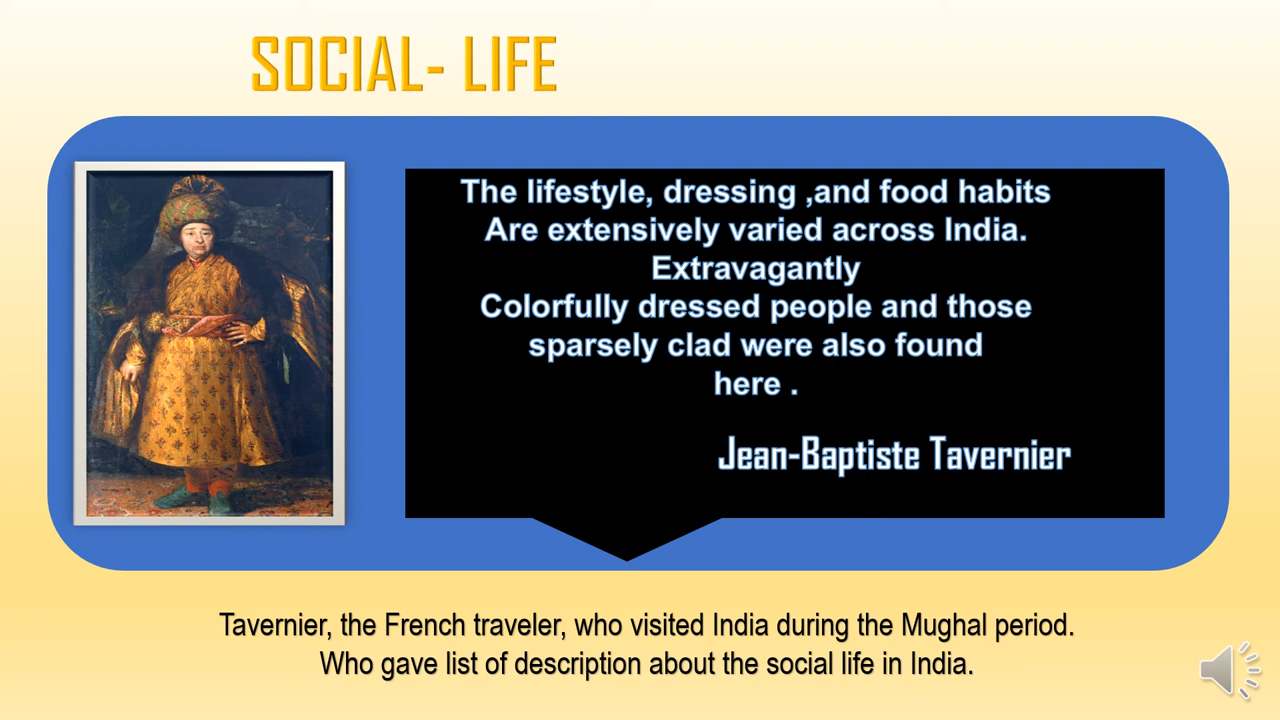 SOCIAL- LIFE
The lifestyle, dressing ,and food habits
Are extensively varied across India.
Extravagantly
Colorfully dressed people and those
sparsely clad were also found
here .
Jean-Baptiste Tavernier
Tavernier, the French traveler, who visited India during the Mughal period.
Who gave list of description about the social life in India.